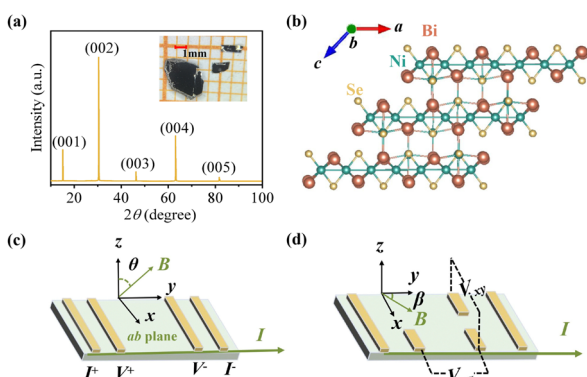 (a)
Intensity (a.u.)
(001)
(002)
(003)
(004)
(005)
1mm
20 40 60 80 100
2θ (degree)
(b)
a
b
c
Bi
Ni
Se
(c)
z
θ
B
y
x
ab plane
I
I⁺ V⁺ V⁻ I⁻
(d)
z
y
β
x
B
Vxy
I